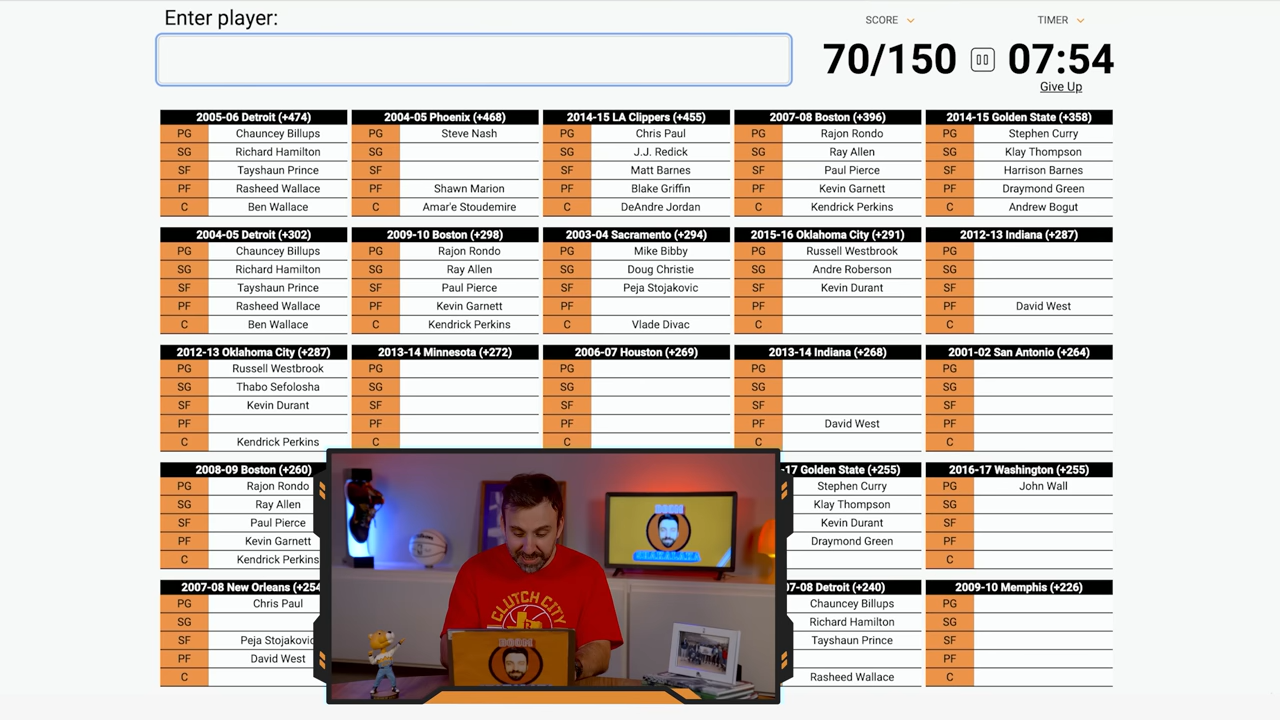 Enter player:
SCORE
TIMER
70/150
07:54
Give Up
2005-06 Detroit (+474)
PG Chauncey Billups
SG Richard Hamilton
SF Tayshaun Prince
PF Rasheed Wallace
C Ben Wallace
2004-05 Phoenix (+468)
PG Steve Nash
SG
SF
PF Shawn Marion
C Amar'e Stoudemire
2014-15 LA Clippers (+455)
PG Chris Paul
SG J.J. Redick
SF Matt Barnes
PF Blake Griffin
C DeAndre Jordan
2007-08 Boston (+396)
PG Rajon Rondo
SG Ray Allen
SF Paul Pierce
PF Kevin Garnett
C Kendrick Perkins
2014-15 Golden State (+358)
PG Stephen Curry
SG Klay Thompson
SF Harrison Barnes
PF Draymond Green
C Andrew Bogut
2004-05 Detroit (+302)
PG Chauncey Billups
SG Richard Hamilton
SF Tayshaun Prince
PF Rasheed Wallace
C Ben Wallace
2009-10 Boston (+298)
PG Rajon Rondo
SG Ray Allen
SF Paul Pierce
PF Kevin Garnett
C Kendrick Perkins
2003-04 Sacramento (+294)
PG Mike Bibby
SG Doug Christie
SF Peja Stojakovic
PF
C Vlade Divac
2015-16 Oklahoma City (+291)
PG Russell Westbrook
SG Andre Roberson
SF Kevin Durant
PF
C
2012-13 Indiana (+287)
PG
SG
SF
PF David West
C
2012-13 Oklahoma City (+287)
PG Russell Westbrook
SG Thabo Sefolosha
SF Kevin Durant
PF
C Kendrick Perkins
2013-14 Minnesota (+272)
PG
SG
SF
PF
C
2006-07 Houston (+269)
PG
SG
SF
PF
C
2013-14 Indiana (+268)
PG
SG
SF
PF David West
C
2001-02 San Antonio (+264)
PG
SG
SF
PF
C
2008-09 Boston (+260)
PG Rajon Rondo
SG Ray Allen
SF Paul Pierce
PF Kevin Garnett
C Kendrick Perkins
-17 Golden State (+255)
Stephen Curry
Klay Thompson
Kevin Durant
Draymond Green
2016-17 Washington (+255)
PG John Wall
SG
SF
PF
C
2007-08 New Orleans (+254
PG Chris Paul
SG
SF Peja Stojakovic
PF David West
C
07-08 Detroit (+240)
Chauncey Billups
Richard Hamilton
Tayshaun Prince
Rasheed Wallace
2009-10 Memphis (+226)
PG
SG
SF
PF
C
CLUTCH CITY
BOOM
BOOM